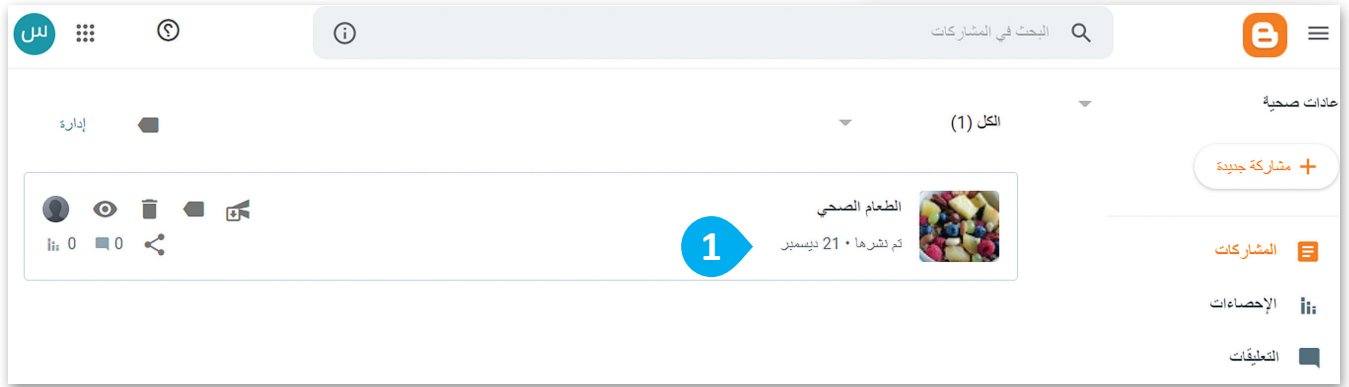 البحث في المشاركات
س
عادات صحية
الكل (1)
إدارة
+ مشاركة جديدة
الطعام الصحي
تم نشرها • 21 ديسمبر
1
0
0
المشاركات
الإحصاءات
التعليقات